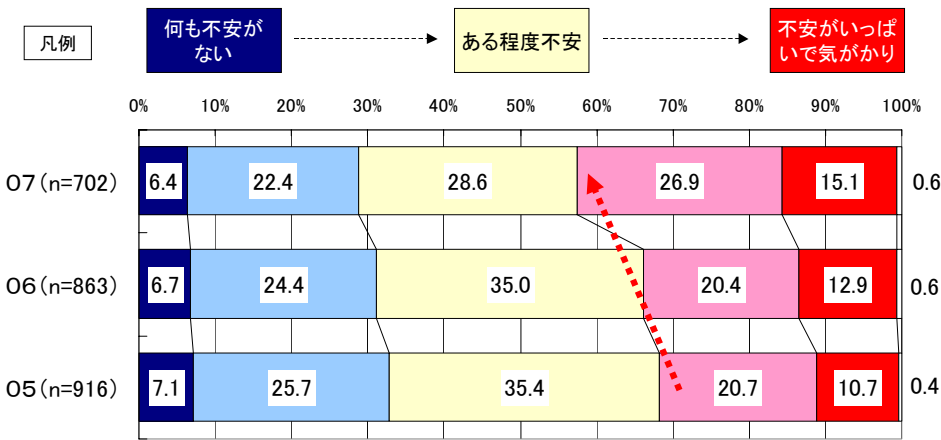 凡例
何も不安が
ない
ある程度不安
不安がいっぱ
いで気がかり
0% 10% 20% 30% 40% 50% 60% 70% 80% 90% 100%
07(n=702) 6.4 22.4 28.6 26.9 15.1 0.6
06(n=863) 6.7 24.4 35.0 20.4 12.9 0.6
05(n=916) 7.1 25.7 35.4 20.7 10.7 0.4